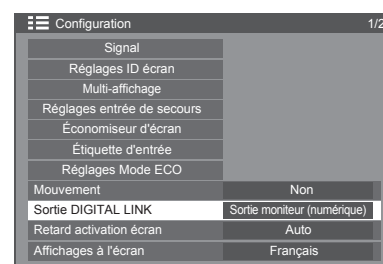 Configuration 1/2
Signal
Réglages ID écran
Multi-affichage
Réglages entrée de secours
Économiseur d'écran
Étiquette d'entrée
Réglages Mode ECO
Mouvement Non
Sortie DIGITAL LINK Sortie moniteur (numérique)
Retard activation écran Auto
Affichages à l'écran Français